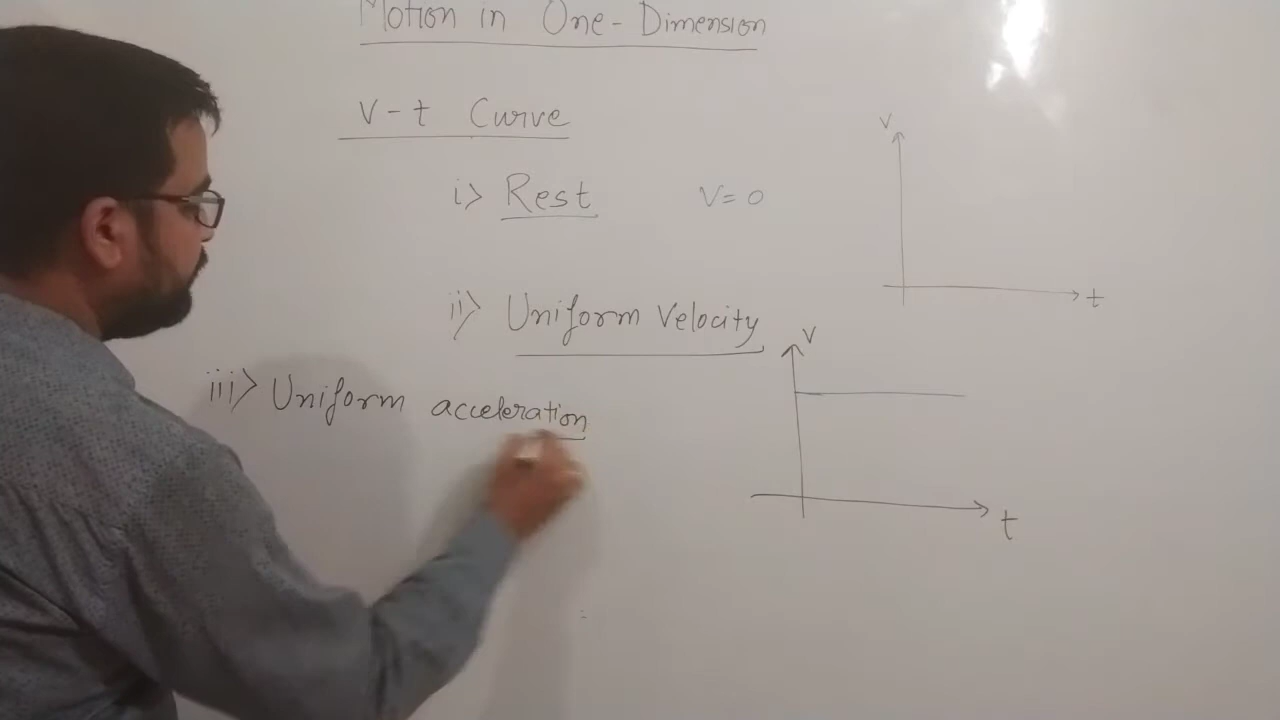 Motion in One-Dimension
V-t Curve
i> Rest V=0
V
t
ii> Uniform Velocity
V
t
iii> Uniform acceleration